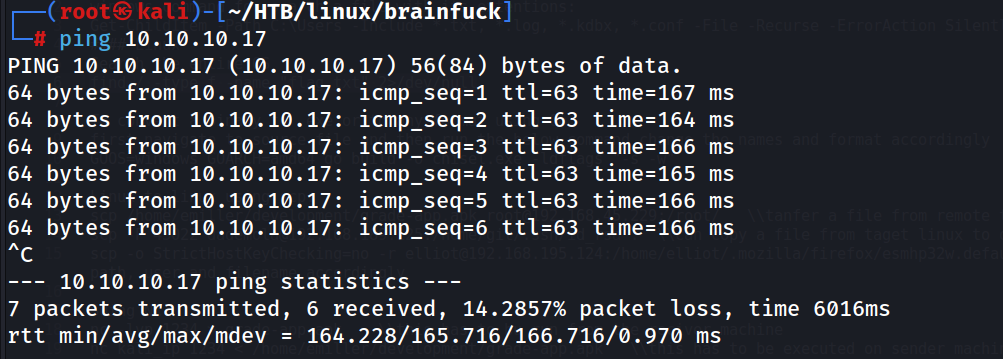 ┌──(root㉿kali)-[~/HTB/linux/brainfuck]
└─# ping 10.10.10.17
PING 10.10.10.17 (10.10.10.17) 56(84) bytes of data.
64 bytes from 10.10.10.17: icmp_seq=1 ttl=63 time=167 ms
64 bytes from 10.10.10.17: icmp_seq=2 ttl=63 time=164 ms
64 bytes from 10.10.10.17: icmp_seq=3 ttl=63 time=166 ms
64 bytes from 10.10.10.17: icmp_seq=4 ttl=63 time=165 ms
64 bytes from 10.10.10.17: icmp_seq=5 ttl=63 time=166 ms
64 bytes from 10.10.10.17: icmp_seq=6 ttl=63 time=166 ms
^C
--- 10.10.10.17 ping statistics ---
7 packets transmitted, 6 received, 14.2857% packet loss, time 6016ms
rtt min/avg/max/mdev = 164.228/165.716/166.716/0.970 ms